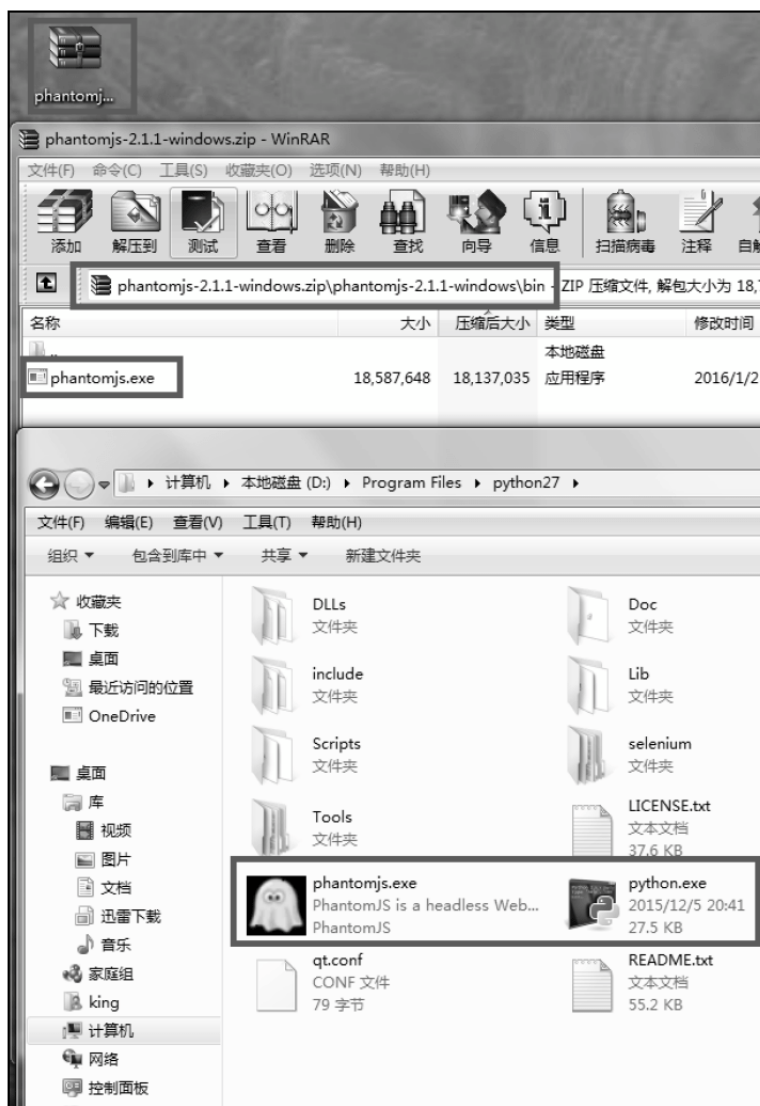 phantomj...
phantomjs-2.1.1-windows.zip - WinRAR
文件(F) 命令(C) 工具(S) 收藏夹(O) 选项(N) 帮助(H)
添加 解压到 测试 查看 删除 查找 向导 信息 扫描病毒 注释
phantomjs-2.1.1-windows.zip\phantomjs-2.1.1-windows\bin - ZIP 压缩文件, 解包大小为 18,
名称 大小 压缩后大小 类型 修改时间
.. 本地磁盘
phantomjs.exe 18,587,648 18,137,035 应用程序 2016/1/2
计算机 本地磁盘 (D:) Program Files python27
文件(F) 编辑(E) 查看(V) 工具(T) 帮助(H)
组织 包含到库中 共享 新建文件夹
收藏夹
下载
桌面
最近访问的位置
OneDrive
桌面
库
视频
图片
文档
迅雷下载
音乐
家庭组
king
计算机
网络
控制面板
DLLs
文件夹
Doc
文件夹
include
文件夹
Lib
文件夹
Scripts
文件夹
selenium
文件夹
Tools
文件夹
LICENSE.txt
文本文档
37.6 KB
phantomjs.exe
PhantomJS is a headless Web...
PhantomJS
python.exe
2015/12/5 20:41
27.5 KB
qt.conf
CONF 文件
79 字节
README.txt
文本文档
55.2 KB